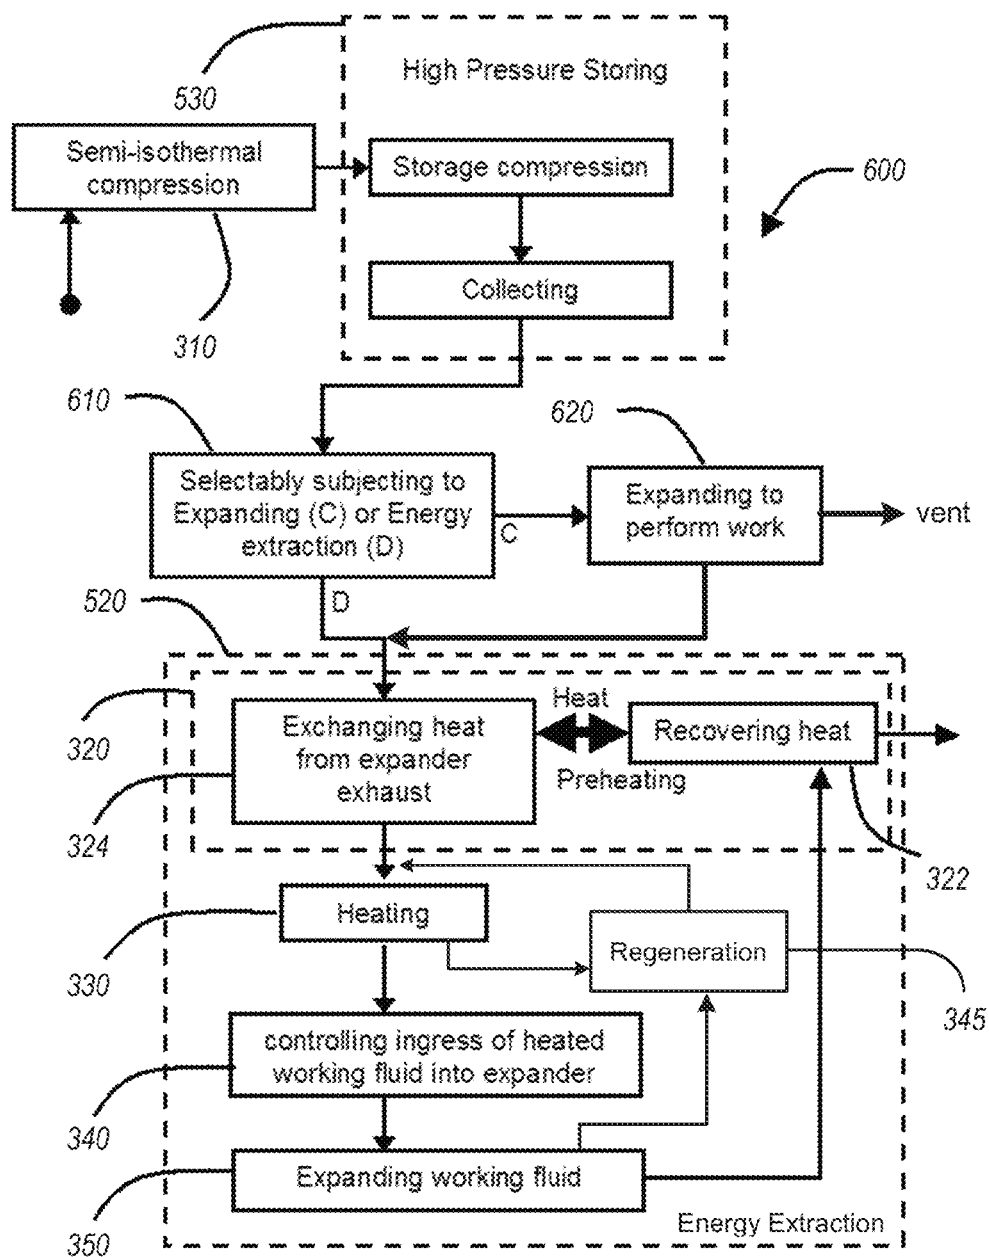 530
High Pressure Storing
Semi-isothermal
compression
Storage compression
600
Collecting
310
610
620
Selectably subjecting to
Expanding (C) or Energy
extraction (D)
C
Expanding to
perform work
vent
D
520
320
Exchanging heat
from expander
exhaust
Heat
Preheating
Recovering heat
324
322
Heating
Regeneration
330
345
controlling ingress of heated
working fluid into expander
340
Expanding working fluid
350
Energy Extraction